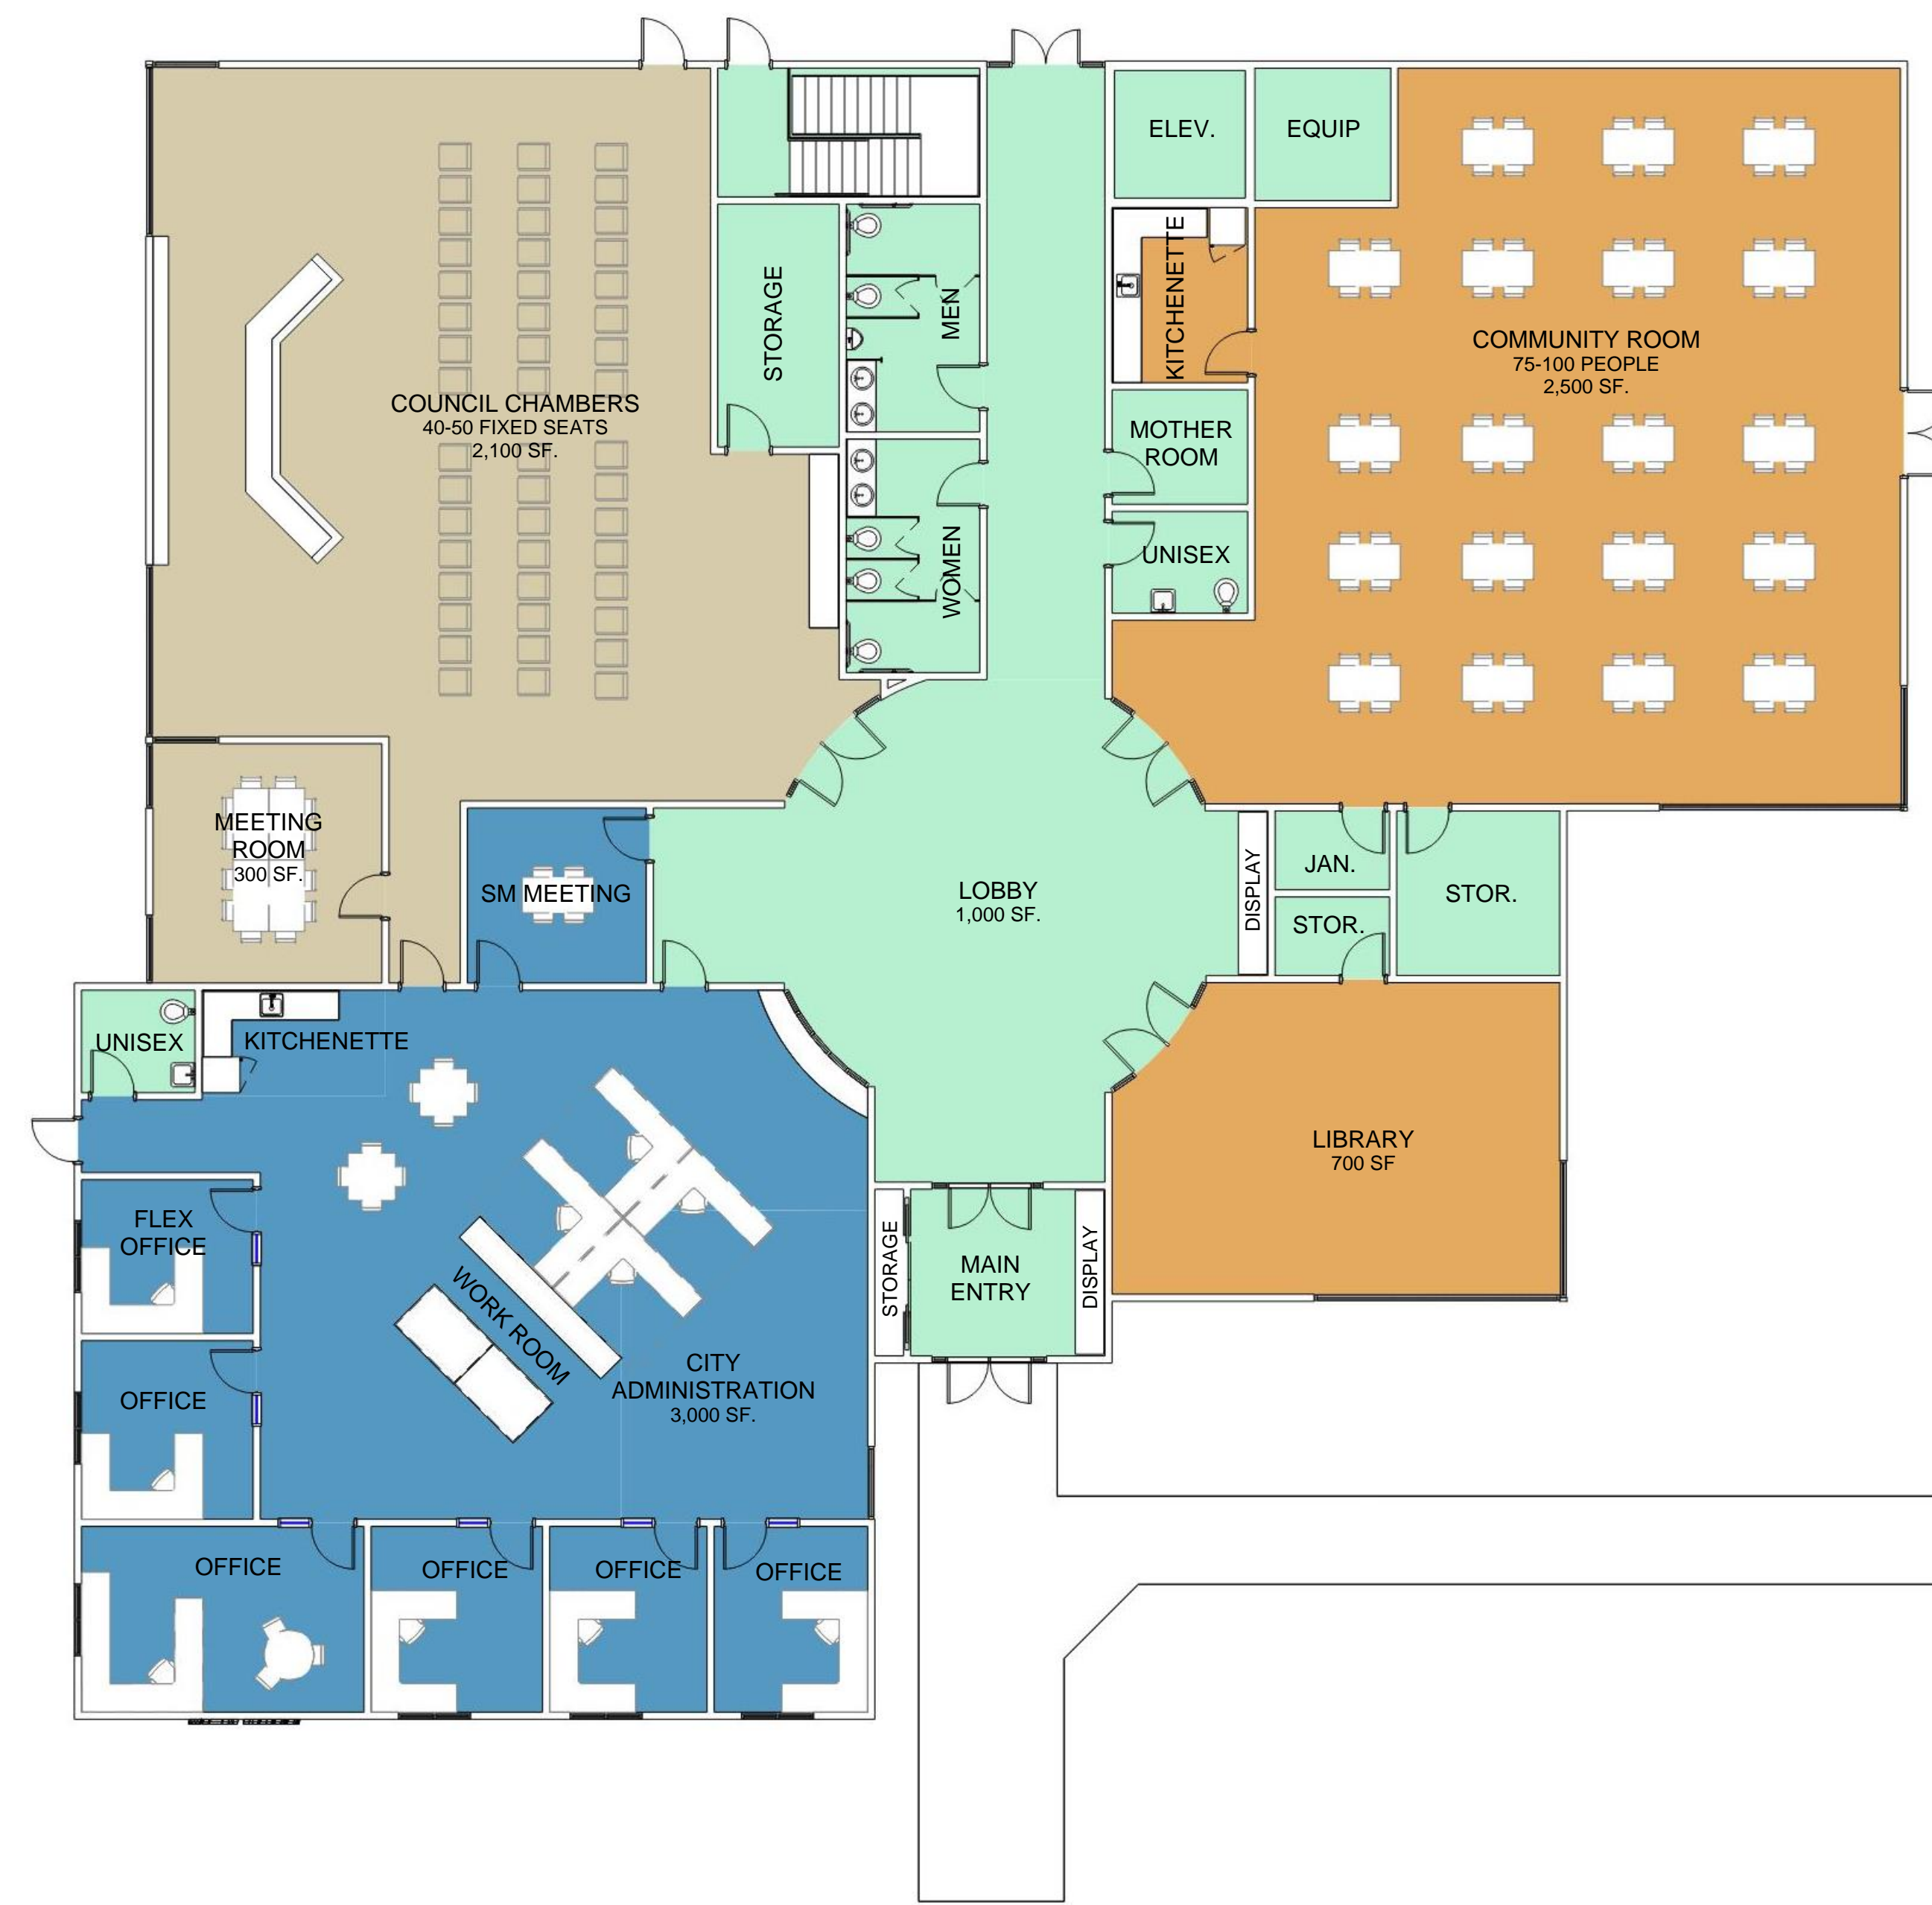 ELEV.
EQUIP
KITCHENETTE
STORAGE
MEN
COMMUNITY ROOM
75-100 PEOPLE
2,500 SF.
COUNCIL CHAMBERS
40-50 FIXED SEATS
2,100 SF.
MOTHER
ROOM
WOMEN
UNISEX
MEETING
ROOM
300 SF.
SM MEETING
LOBBY
1,000 SF.
DISPLAY
JAN.
STOR.
STOR.
UNISEX
KITCHENETTE
LIBRARY
700 SF
FLEX
OFFICE
WORK ROOM
STORAGE
MAIN
ENTRY
DISPLAY
CITY
ADMINISTRATION
3,000 SF.
OFFICE
OFFICE
OFFICE
OFFICE
OFFICE